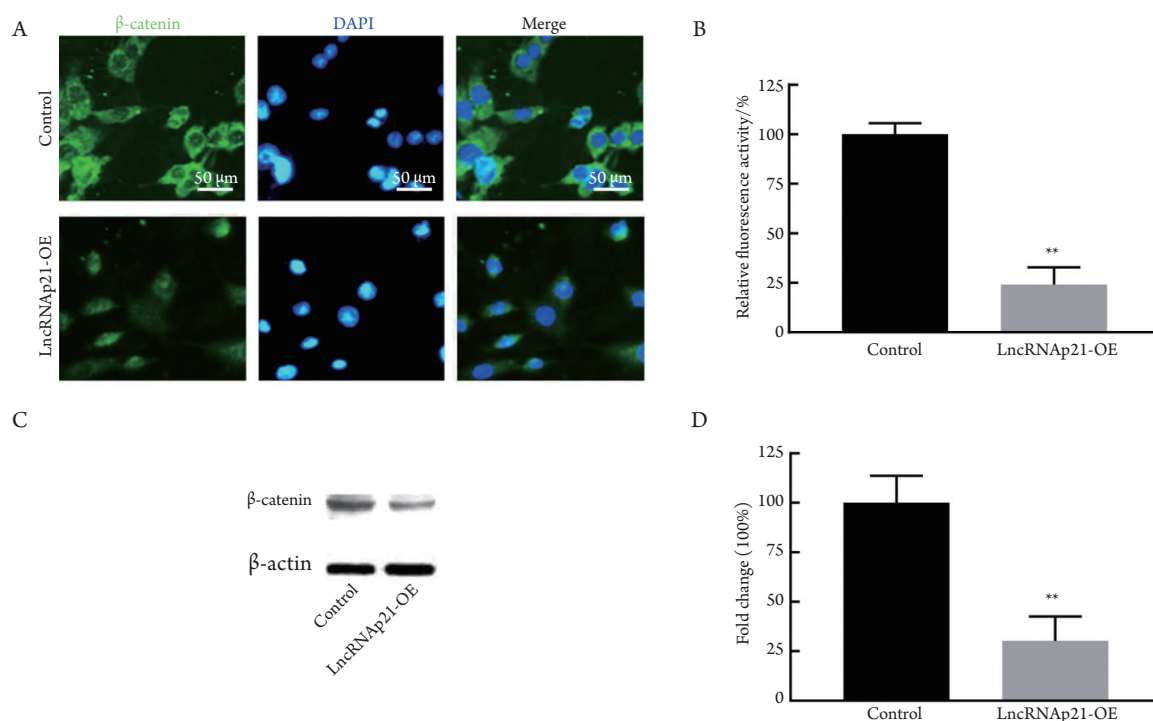 A
β-catenin
DAPI
Merge
Control
50 μm
50 μm
50 μm
LncRNAp21-OE
B
Relative fluorescence activity/%
125
100
75
50
25
0
**
Control
LncRNAp21-OE
C
β-catenin
β-actin
Control
LncRNAp21-OE
D
Fold change (100%)
125
100
75
50
25
0
**
Control
LncRNAp21-OE